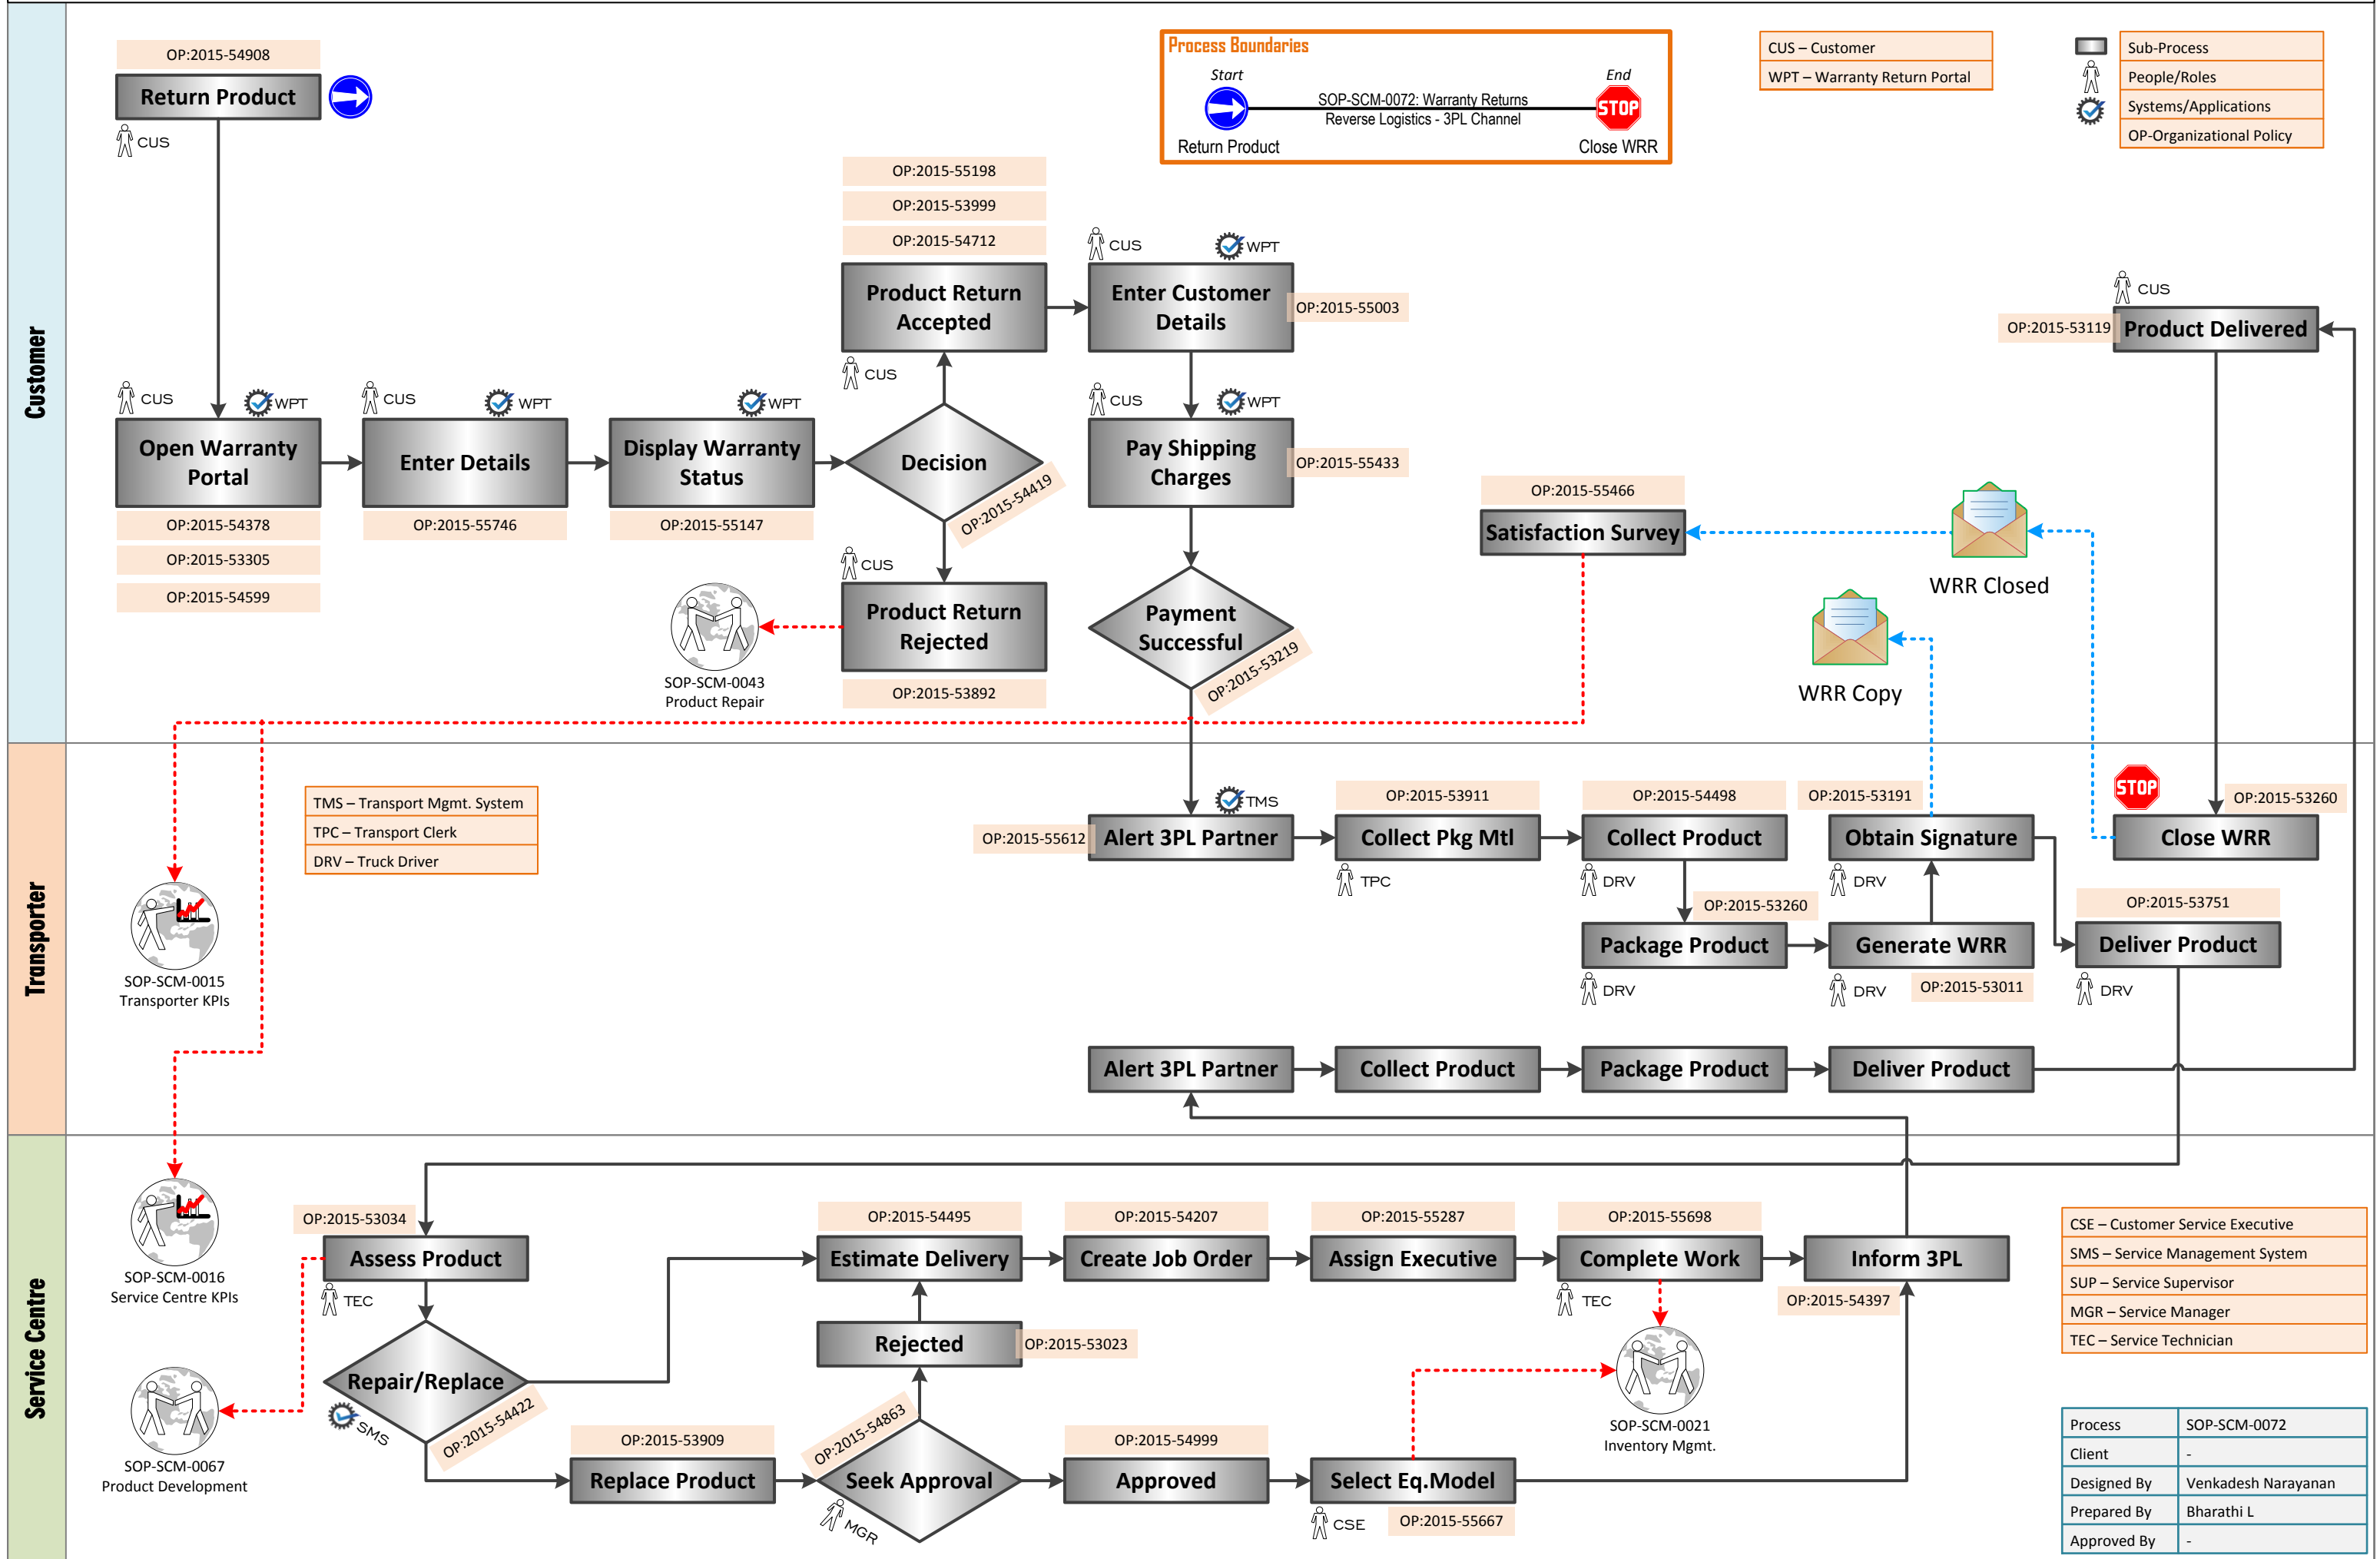 OP:2015-54908
Return Product
CUS
Process Boundaries
Start
End
SOP-SCM-0072: Warranty Returns
Reverse Logistics - 3PL Channel
STOP
Return Product
Close WRR
CUS – Customer
WPT – Warranty Return Portal
Sub-Process
People/Roles
Systems/Applications
OP-Organizational Policy
Customer
OP:2015-55198
OP:2015-53999
OP:2015-54712
Product Return
Accepted
CUS
CUS
WPT
Enter Customer
Details
OP:2015-55003
CUS
OP:2015-53119
Product Delivered
CUS
WPT
Open Warranty
Portal
OP:2015-54378
OP:2015-53305
OP:2015-54599
CUS
WPT
Enter Details
OP:2015-55746
WPT
Display Warranty
Status
OP:2015-55147
Decision
OP:2015-54419
CUS
WPT
Pay Shipping
Charges
OP:2015-55433
OP:2015-55466
Satisfaction Survey
WRR Closed
CUS
Product Return
Rejected
OP:2015-53892
SOP-SCM-0043
Product Repair
Payment
Successful
OP:2015-53219
WRR Copy
Transporter
TMS – Transport Mgmt. System
TPC – Transport Clerk
DRV – Truck Driver
TMS
OP:2015-55612
Alert 3PL Partner
OP:2015-53911
Collect Pkg Mtl
TPC
OP:2015-54498
Collect Product
DRV
OP:2015-53191
Obtain Signature
DRV
STOP
OP:2015-53260
Close WRR
OP:2015-53260
Package Product
DRV
Generate WRR
DRV
OP:2015-53011
OP:2015-53751
Deliver Product
DRV
SOP-SCM-0015
Transporter KPIs
Alert 3PL Partner
Collect Product
Package Product
Deliver Product
Service Centre
SOP-SCM-0016
Service Centre KPIs
OP:2015-53034
Assess Product
TEC
OP:2015-54495
Estimate Delivery
OP:2015-54207
Create Job Order
OP:2015-55287
Assign Executive
OP:2015-55698
Complete Work
TEC
Inform 3PL
OP:2015-54397
CSE – Customer Service Executive
SMS – Service Management System
SUP – Service Supervisor
MGR – Service Manager
TEC – Service Technician
Rejected
OP:2015-53023
Repair/Replace
SMS
OP:2015-54422
SOP-SCM-0067
Product Development
OP:2015-53909
Replace Product
OP:2015-54863
Seek Approval
MGR
OP:2015-54999
Approved
Select Eq.Model
CSE
OP:2015-55667
SOP-SCM-0021
Inventory Mgmt.
Process SOP-SCM-0072
Client -
Designed By Venkadesh Narayanan
Prepared By Bharathi L
Approved By -